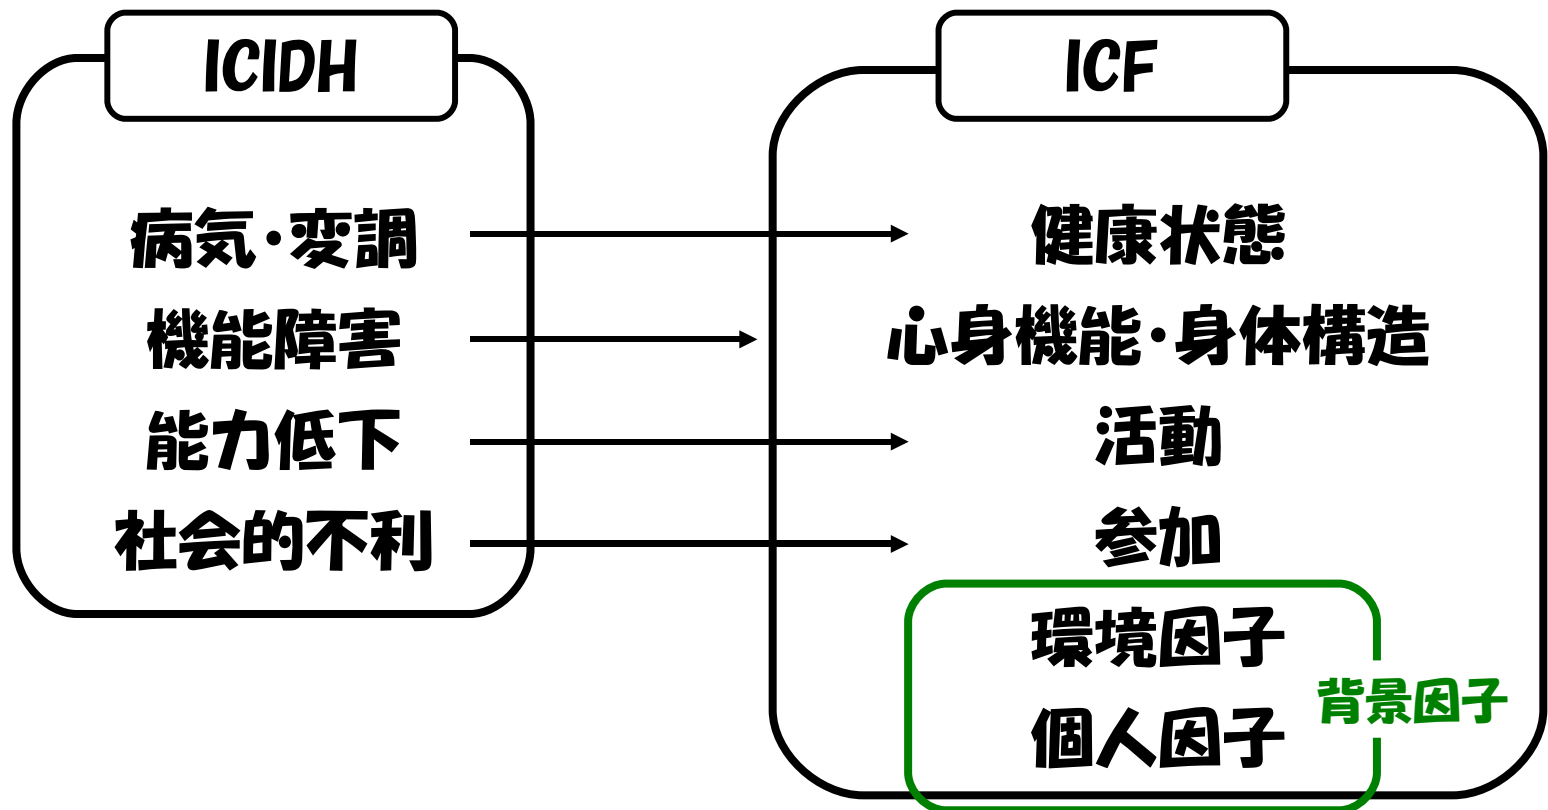 ICIDH
病気・変調
機能障害
能力低下
社会的不利
ICF
健康状態
心身機能・身体構造
活動
参加
環境因子
個人因子
背景因子